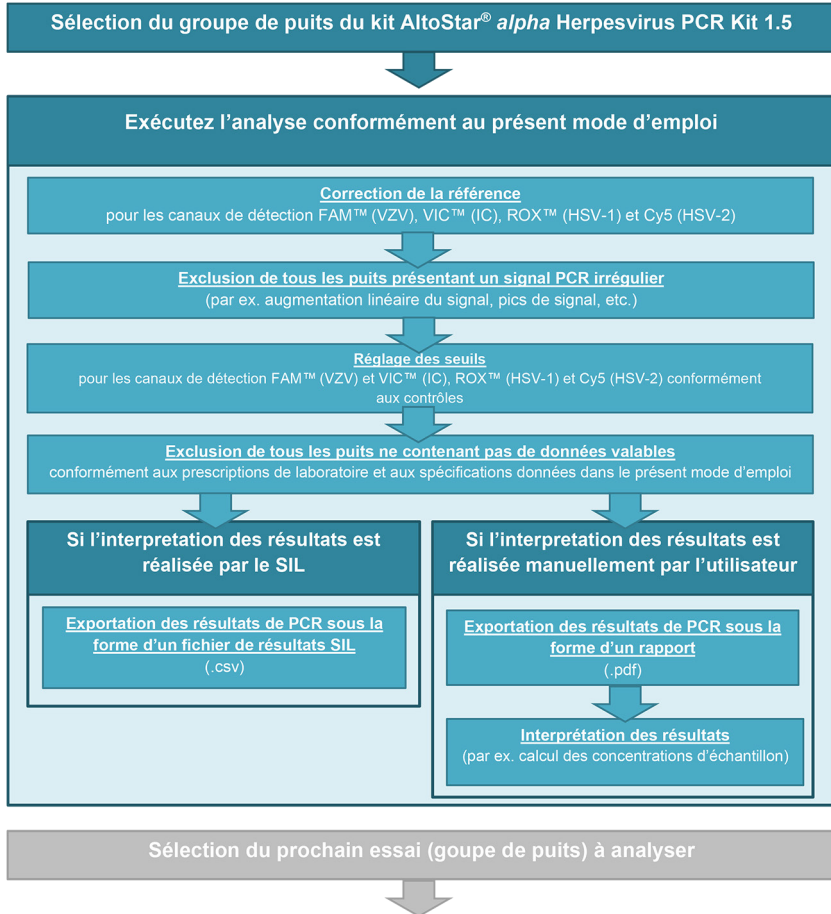 Sélection du groupe de puits du kit AltoStar® alpha Herpesvirus PCR Kit 1.5
Exécutez l’analyse conformément au présent mode d’emploi
Correction de la référence
pour les canaux de détection FAM™ (VZV), VIC™ (IC), ROX™ (HSV-1) et Cy5 (HSV-2)
Exclusion de tous les puits présentant un signal PCR irrégulier
(par ex. augmentation linéaire du signal, pics de signal, etc.)
Réglage des seuils
pour les canaux de détection FAM™ (VZV) et VIC™ (IC), ROX™ (HSV-1) et Cy5 (HSV-2) conformément
aux contrôles
Exclusion de tous les puits ne contenant pas de données valables
conformément aux prescriptions de laboratoire et aux spécifications données dans le présent mode d’emploi
Si l’interpretation des résultats est
réalisée par le SIL
Exportation des résultats de PCR sous la
forme d’un fichier de résultats SIL
(.csv)
Si l’interpretation des résultats est
réalisée manuellement par l’utilisateur
Exportation des résultats de PCR sous la
forme d’un rapport
(.pdf)
Interprétation des résultats
(par ex. calcul des concentrations d’échantillon)
Sélection du prochain essai (goupe de puits) à analyser